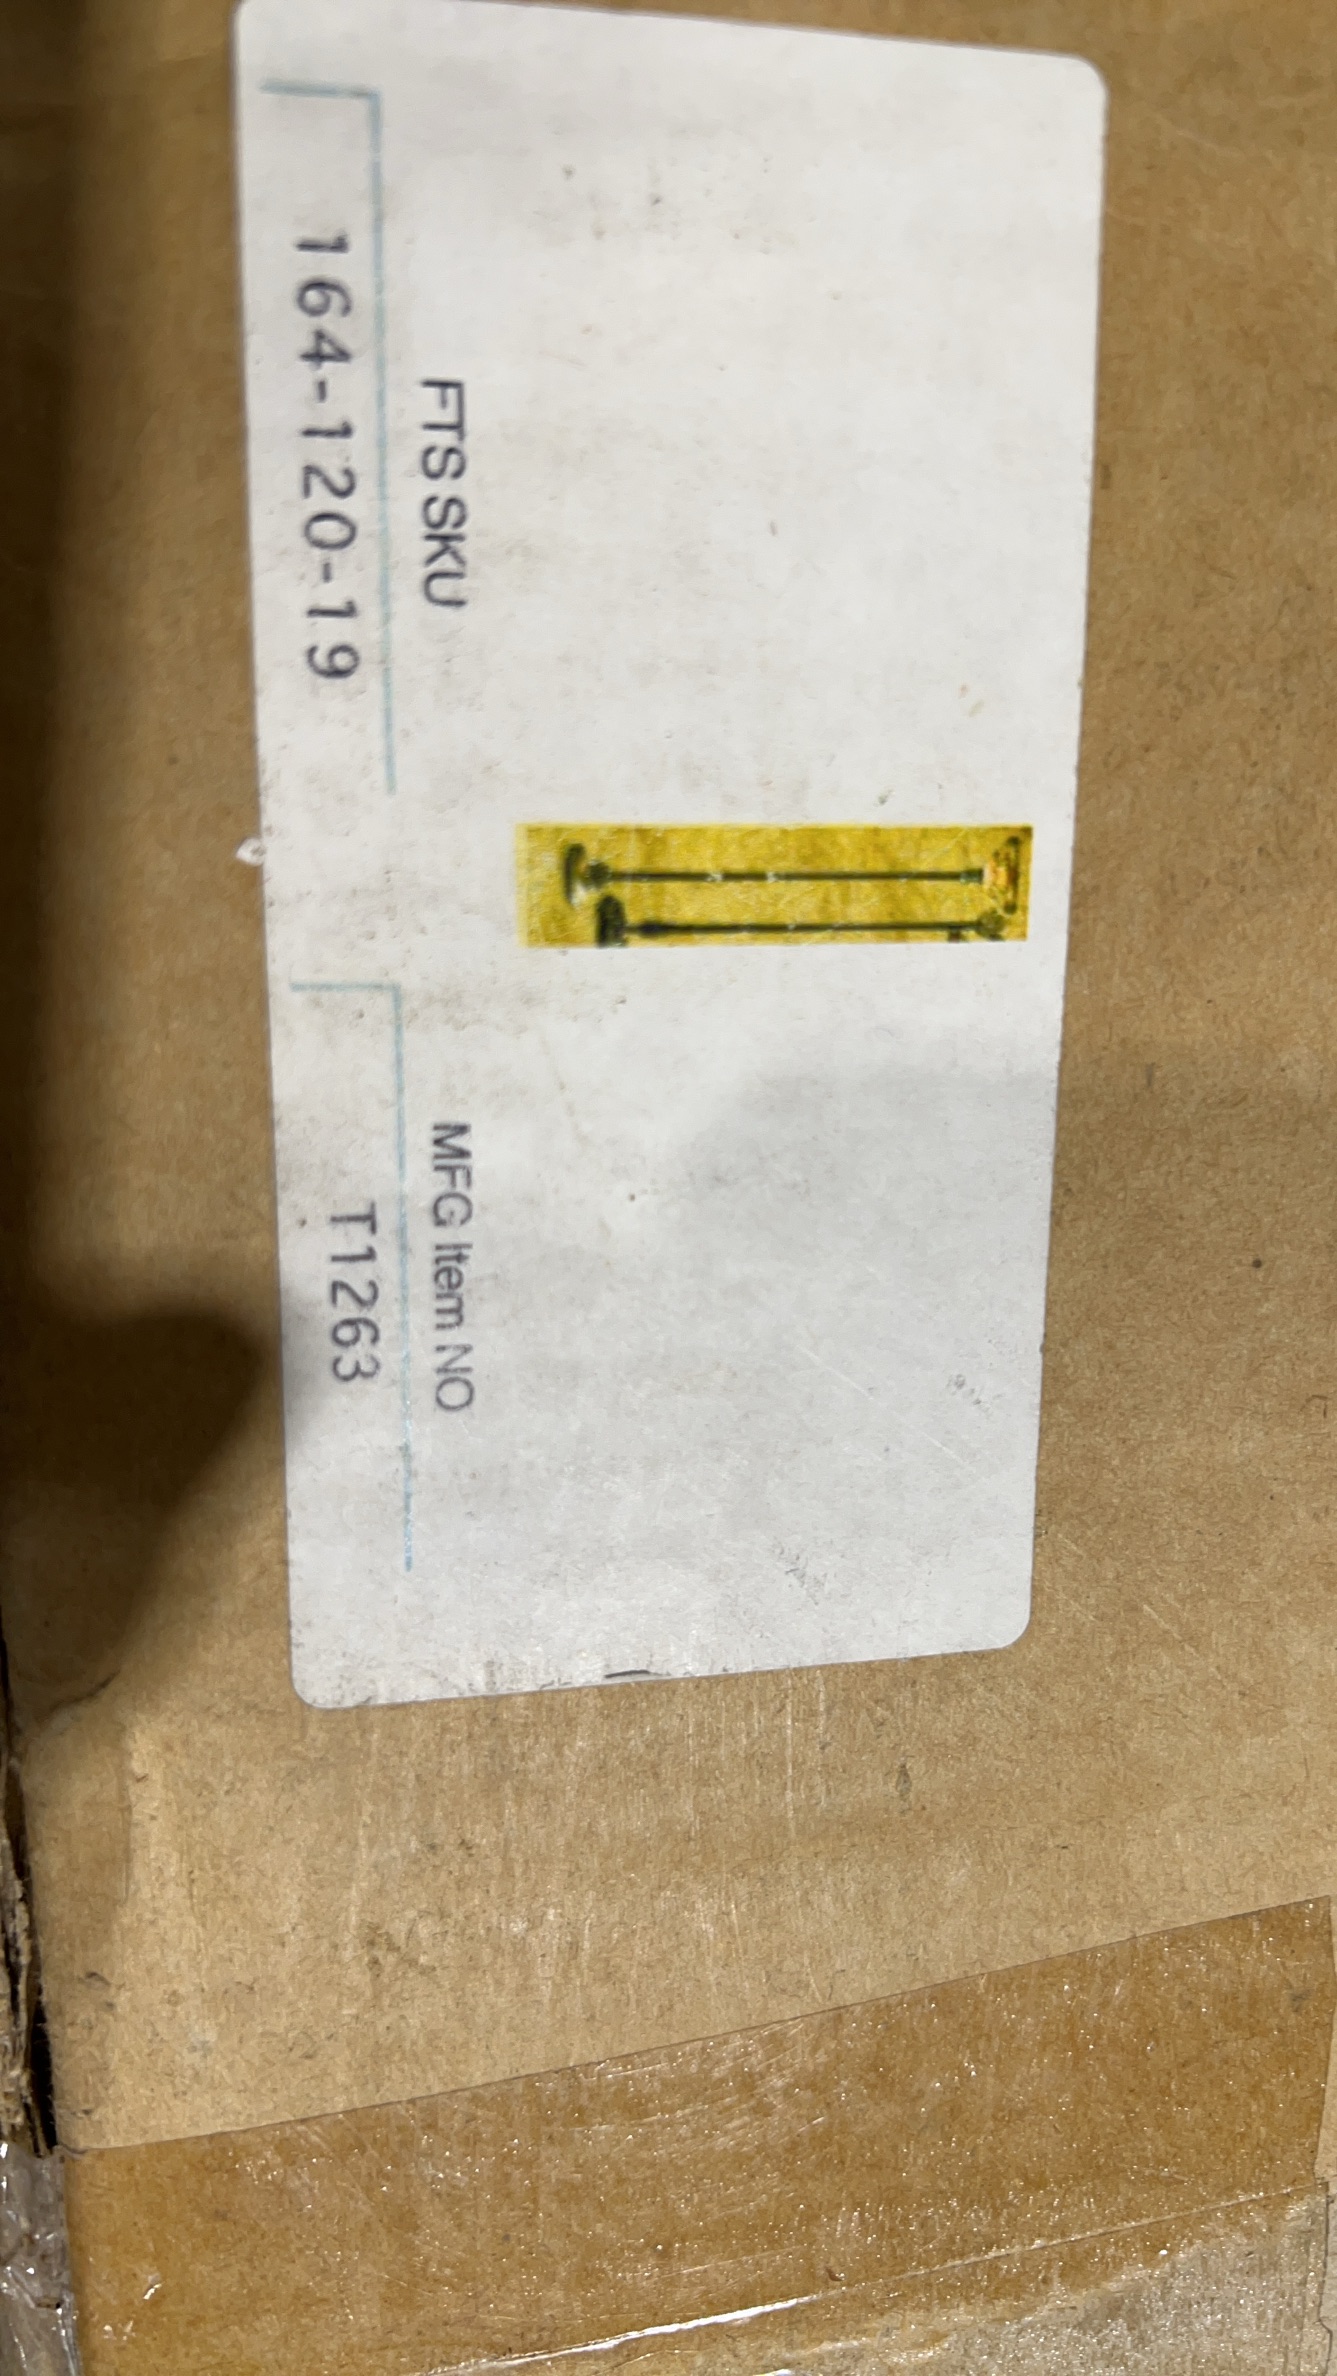 FTS SKU
164-120-19
MFG Item NO
T1263